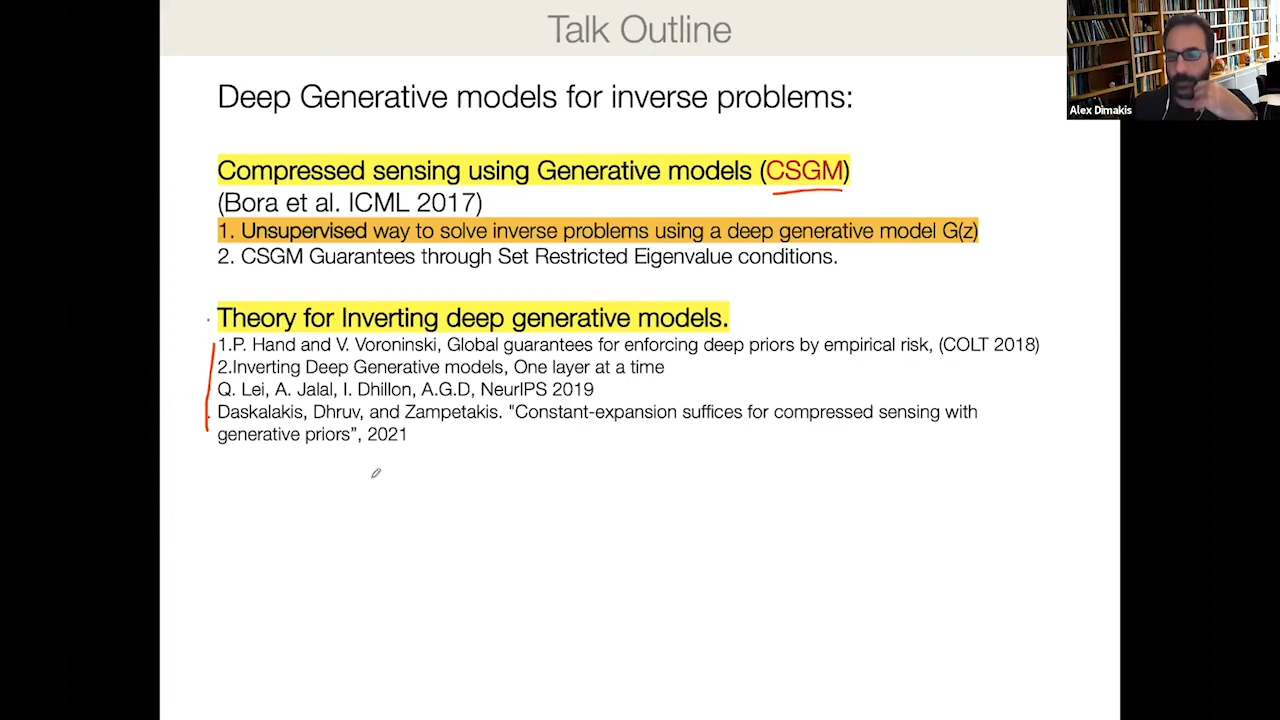 Talk Outline
Alex Dimakis
Deep Generative models for inverse problems:
Compressed sensing using Generative models (CSGM)
(Bora et al. ICML 2017)
1. Unsupervised way to solve inverse problems using a deep generative model G(z)
2. CSGM Guarantees through Set Restricted Eigenvalue conditions.
Theory for Inverting deep generative models.
1.P. Hand and V. Voroninski, Global guarantees for enforcing deep priors by empirical risk, (COLT 2018)
2.Inverting Deep Generative models, One layer at a time
Q. Lei, A. Jalal, I. Dhillon, A.G.D, NeurIPS 2019
Daskalakis, Dhruv, and Zampetakis. "Constant-expansion suffices for compressed sensing with
generative priors”, 2021